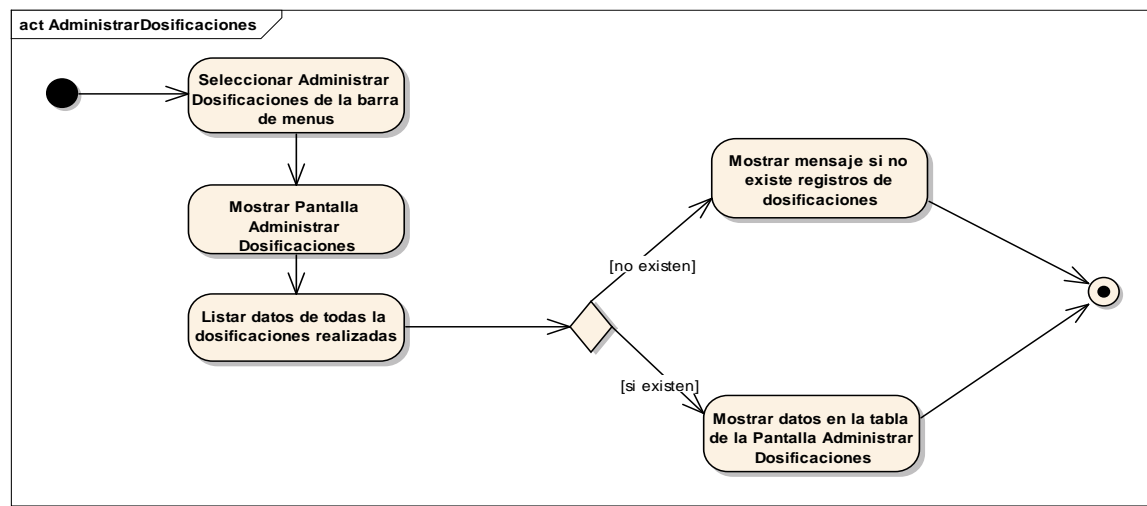 act AdministrarDosificaciones
Seleccionar Administrar
Dosificaciones de la barra
de menus
Mostrar Pantalla
Administrar
Dosificaciones
Listar datos de todas la
dosificaciones realizadas
[no existen]
Mostrar mensaje si no
existe registros de
dosificaciones
[si existen]
Mostrar datos en la tabla
de la Pantalla Administrar
Dosificaciones